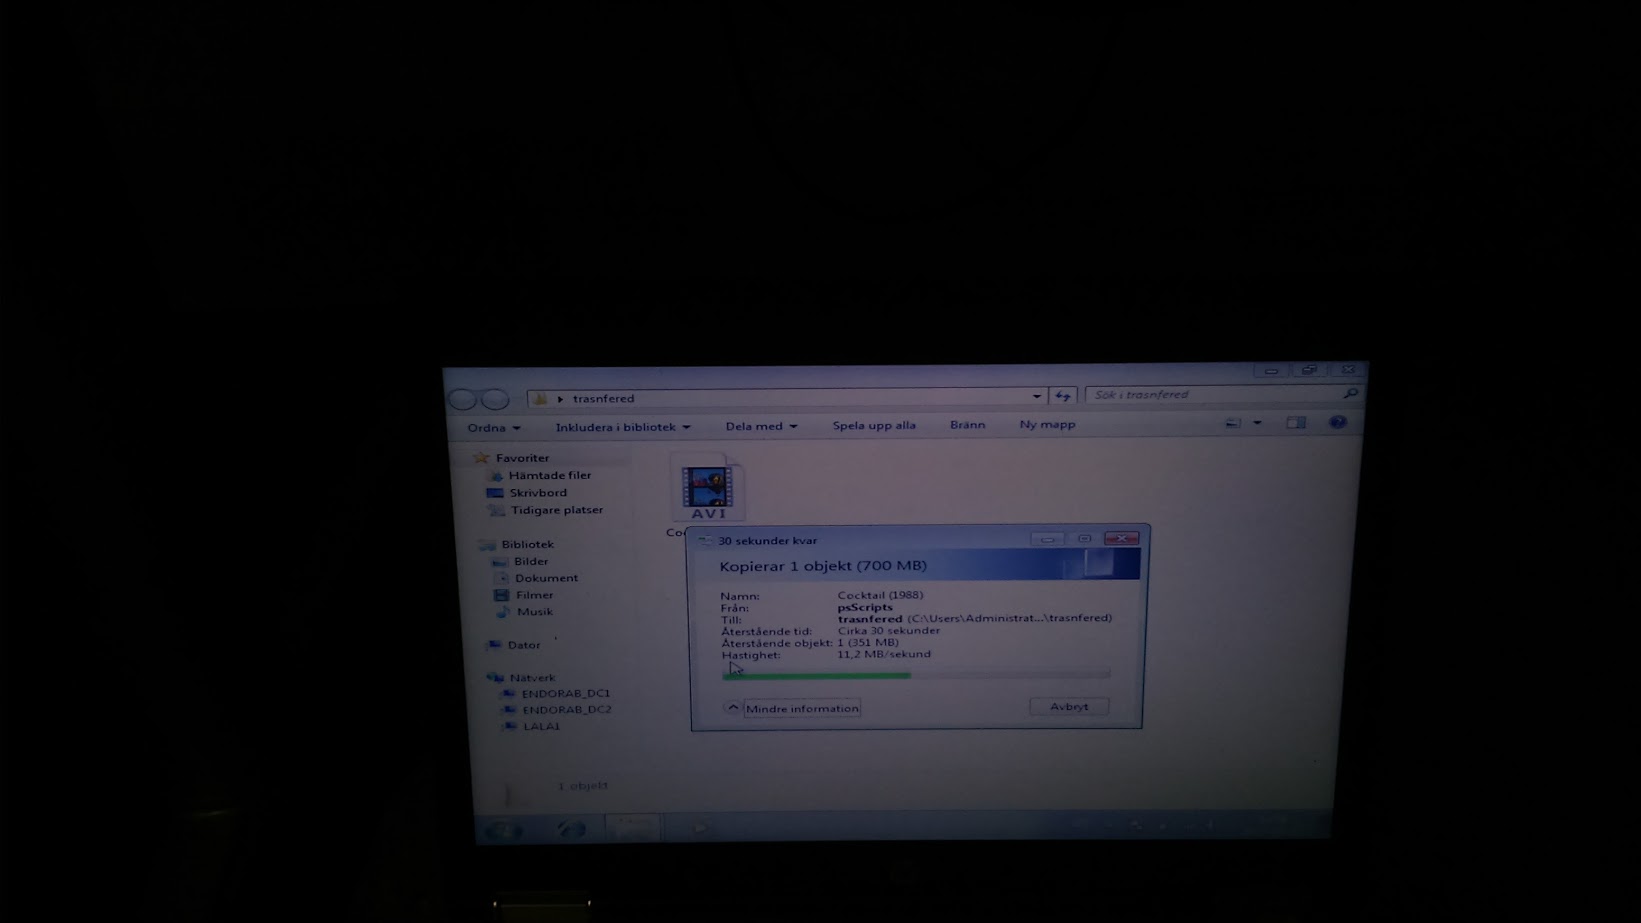 trasnfered
Sök i trasnfered
Ordna
Inkludera i bibliotek
Dela med
Spela upp alla
Bränn
Ny mapp
Favoriter
Hämtade filer
Skrivbord
Tidigare platser
Bibliotek
Bilder
Dokument
Filmer
Musik
Dator
Nätverk
ENDORAB_DC1
ENDORAB_DC2
LALA1
AVI
Co
30 sekunder kvar
Kopierar 1 objekt (700 MB)
Namn: Cocktail (1988)
Från: psScripts
Till: trasnfered (C:\Users\Administrat...\trasnfered)
Återstående tid: Cirka 30 sekunder
Återstående objekt: 1 (351 MB)
Hastighet: 11,2 MB/sekund
Mindre information
Avbryt
1 objekt